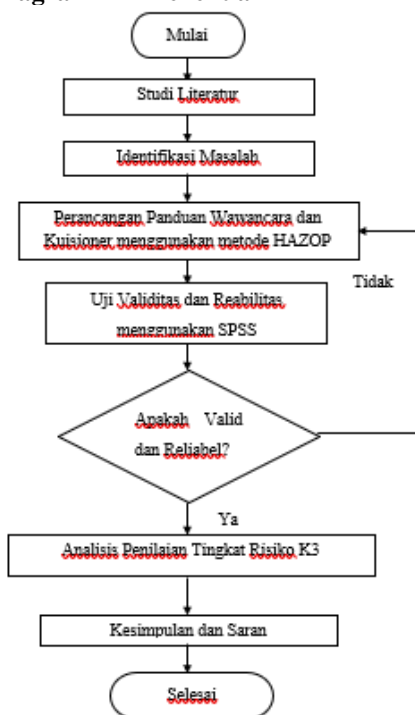 Mulai
Studi Literatur
Identifikasi Masalah
Perancangan Panduan Wawancara dan
Kuisioner menggunakan metode HAZOP
Tidak
Uji Validitas dan Reabilitas
menggunakan SPSS
Apakah Valid
dan Reliabel?
Ya
Analisis Penilaian Tingkat Risiko K3
Kesimpulan dan Saran
Selesai